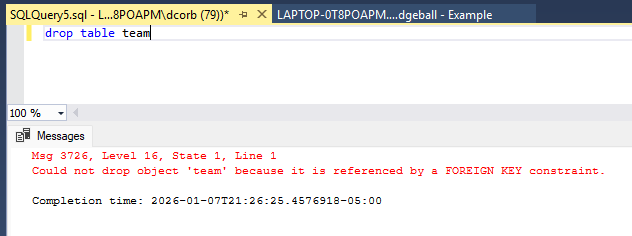 SQLQuery5.sql - L...8POAPM\dcorb (79))* LAPTOP-0T8POAPM....dgeball - Example
drop table team
100 %
Messages
Msg 3726, Level 16, State 1, Line 1
Could not drop object 'team' because it is referenced by a FOREIGN KEY constraint.
Completion time: 2026-01-07T21:26:25.4576918-05:00